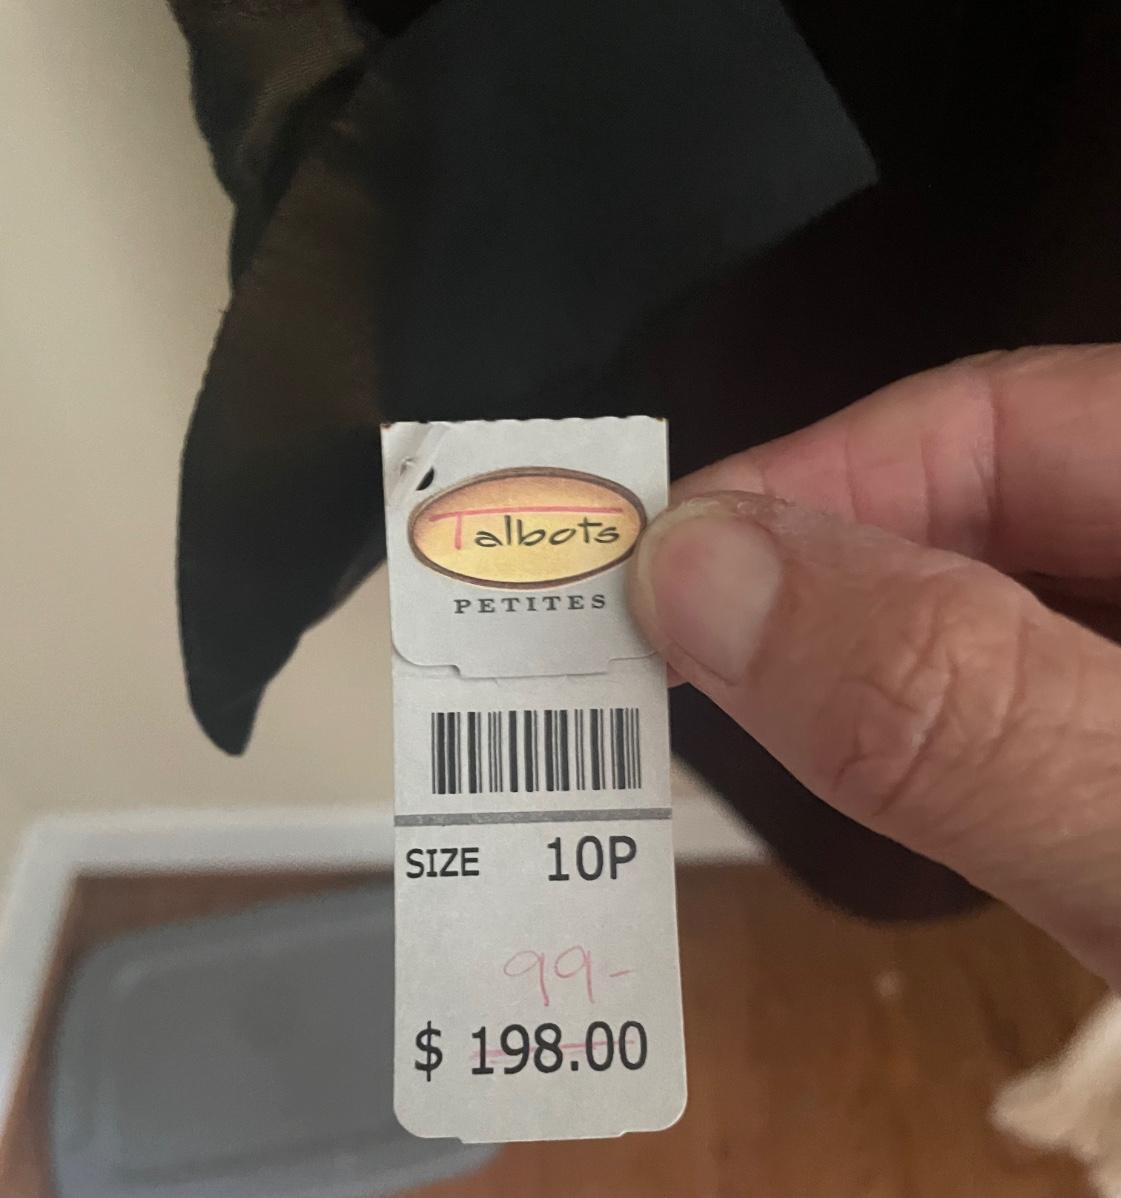 Talbots
PETITES
SIZE 10P
99-
$ 198.00